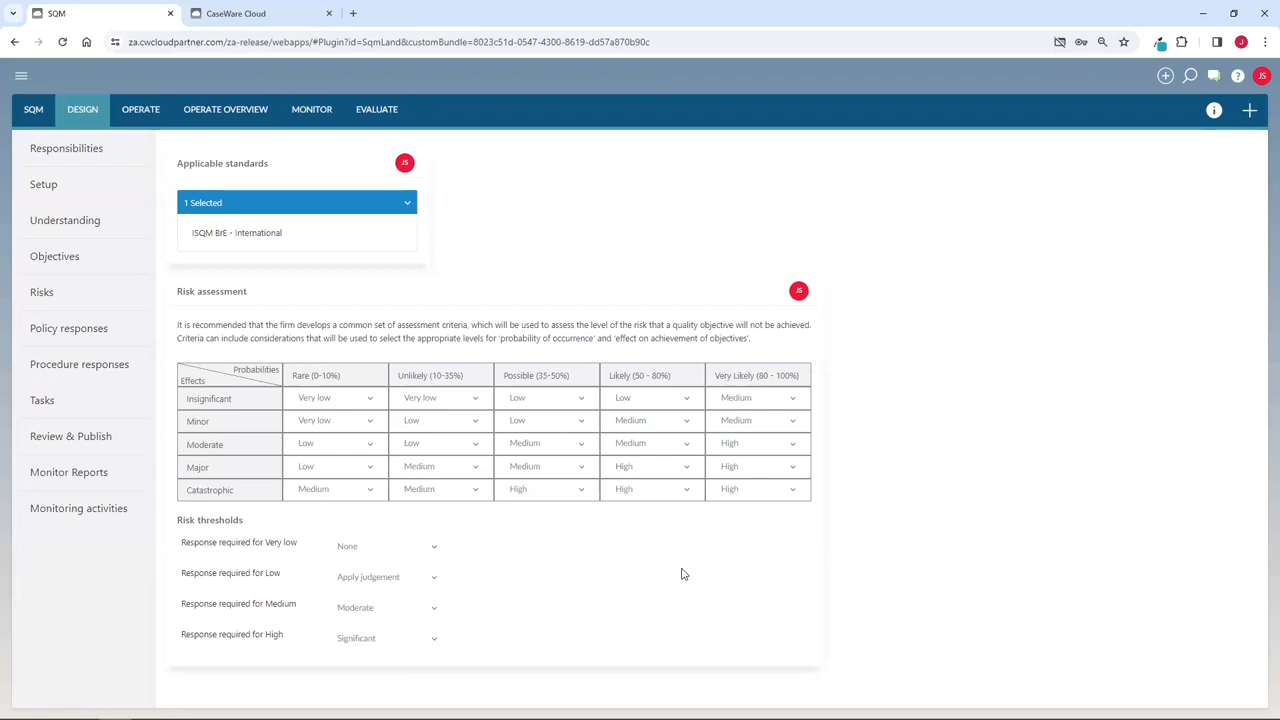 SQM
CaseWare Cloud
za.cwcloudpartner.com/za-release/webapps/#Plugin?id=SqmLand&customBundle=8023c51d-0547-4300-8619-dd57a870b90c
J
JS
SQM DESIGN OPERATE OPERATE OVERVIEW MONITOR EVALUATE
Responsibilities
Setup
Understanding
Objectives
Risks
Policy responses
Procedure responses
Tasks
Review & Publish
Monitor Reports
Monitoring activities
Applicable standards JS
1 Selected
ISQM BrE - International
Risk assessment JS
It is recommended that the firm develops a common set of assessment criteria, which will be used to assess the level of the risk that a quality objective will not be achieved.
Criteria can include considerations that will be used to select the appropriate levels for 'probability of occurrence' and 'effect on achievement of objectives'.
Probabilities
Effects
Rare (0-10%) Unlikely (10-35%) Possible (35-50%) Likely (50 - 80%) Very Likely (80 - 100%)
Insignificant Very low Very low Low Low Medium
Minor Very low Low Low Medium Medium
Moderate Low Low Medium Medium High
Major Low Medium Medium High High
Catastrophic Medium Medium High High High
Risk thresholds
Response required for Very low None
Response required for Low Apply judgement
Response required for Medium Moderate
Response required for High Significant